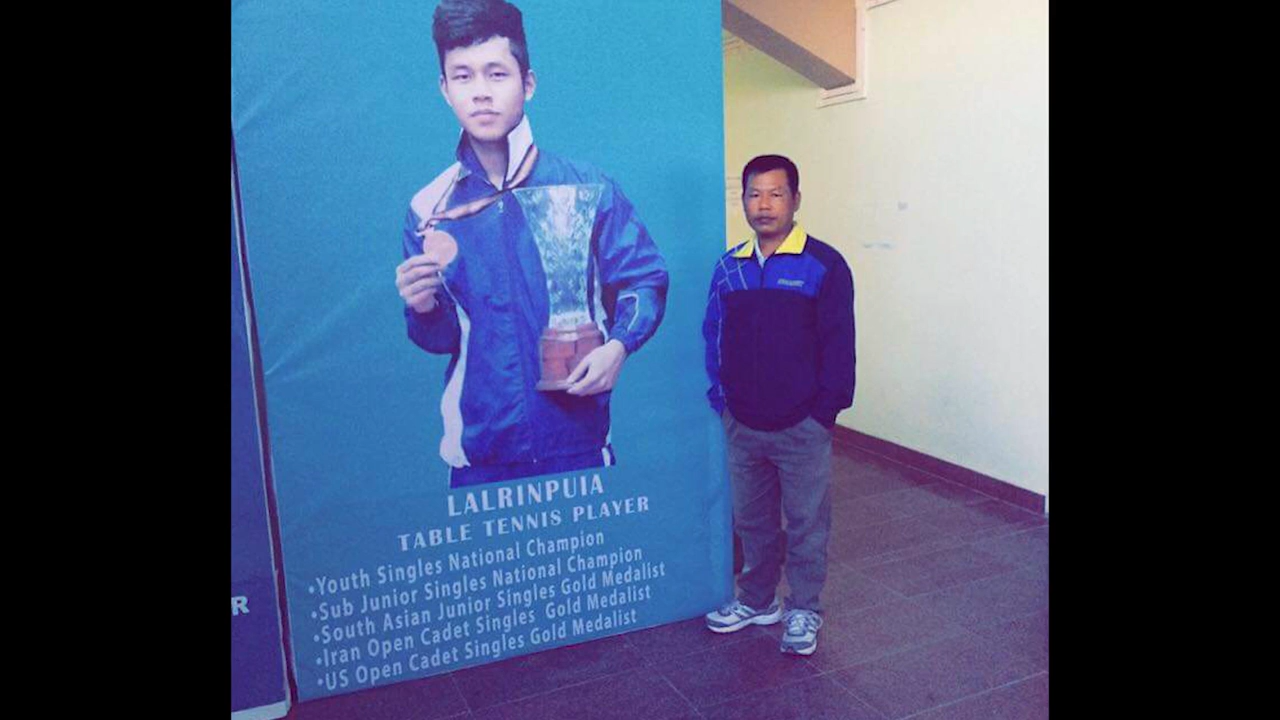 LALRINPUIA
TABLE TENNIS PLAYER
•Youth Singles National Champion
•Sub Junior Singles National Champion
•South Asian Junior Singles Gold Medalist
•Iran Open Cadet Singles Gold Medalist
•US Open Cadet Singles Gold Medalist
R